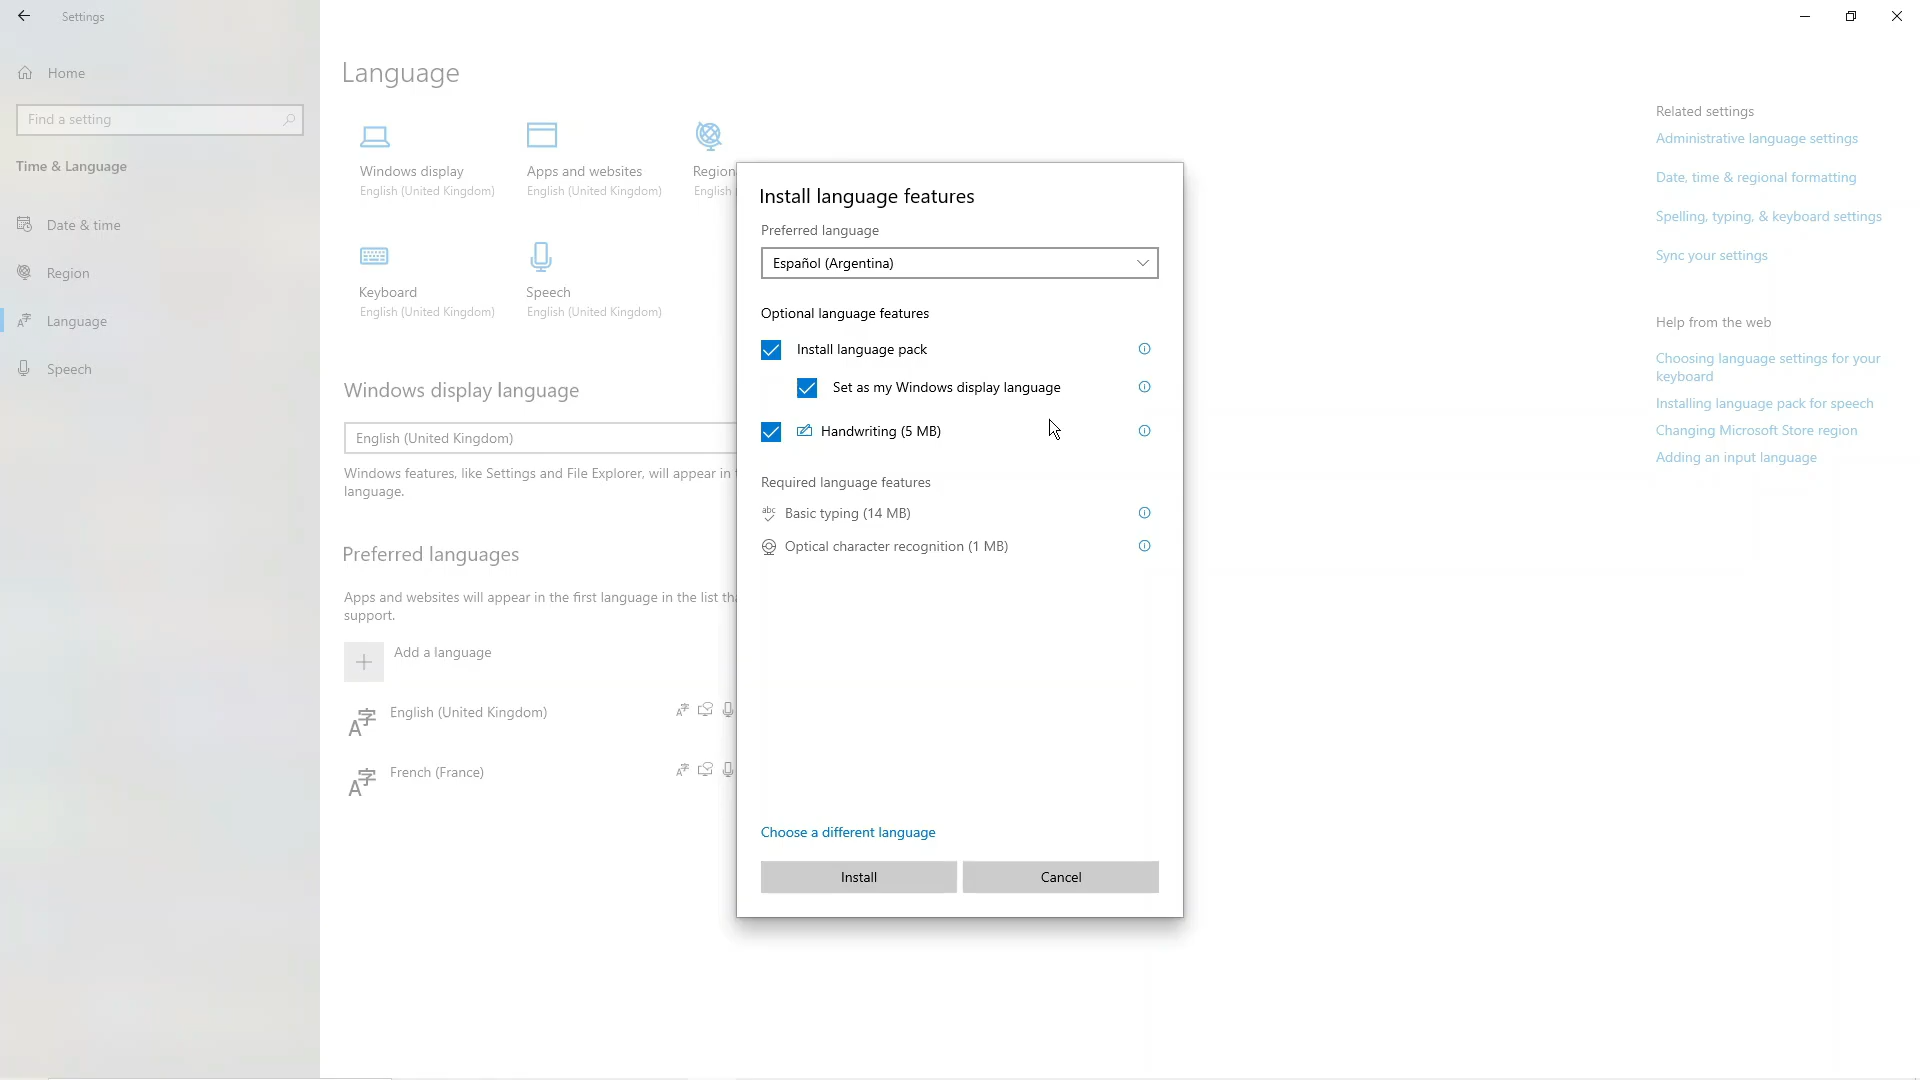 Settings
Home
Find a setting
Time & Language
Date & time
Region
Language
Speech
Language
Windows display
English (United Kingdom)
Apps and websites
English (United Kingdom)
Region
English
Keyboard
English (United Kingdom)
Speech
English (United Kingdom)
Windows display language
English (United Kingdom)
Windows features, like Settings and File Explorer, will appear in
language.
Preferred languages
Apps and websites will appear in the first language in the list
support.
Add a language
English (United Kingdom)
French (France)
Install language features
Preferred language
Español (Argentina)
Optional language features
Install language pack
Set as my Windows display language
Handwriting (5 MB)
Required language features
abc
Basic typing (14 MB)
Optical character recognition (1 MB)
Choose a different language
Install
Cancel
Related settings
Administrative language settings
Date, time & regional formatting
Spelling, typing, & keyboard settings
Sync your settings
Help from the web
Choosing language settings for your
keyboard
Installing language pack for speech
Changing Microsoft Store region
Adding an input language